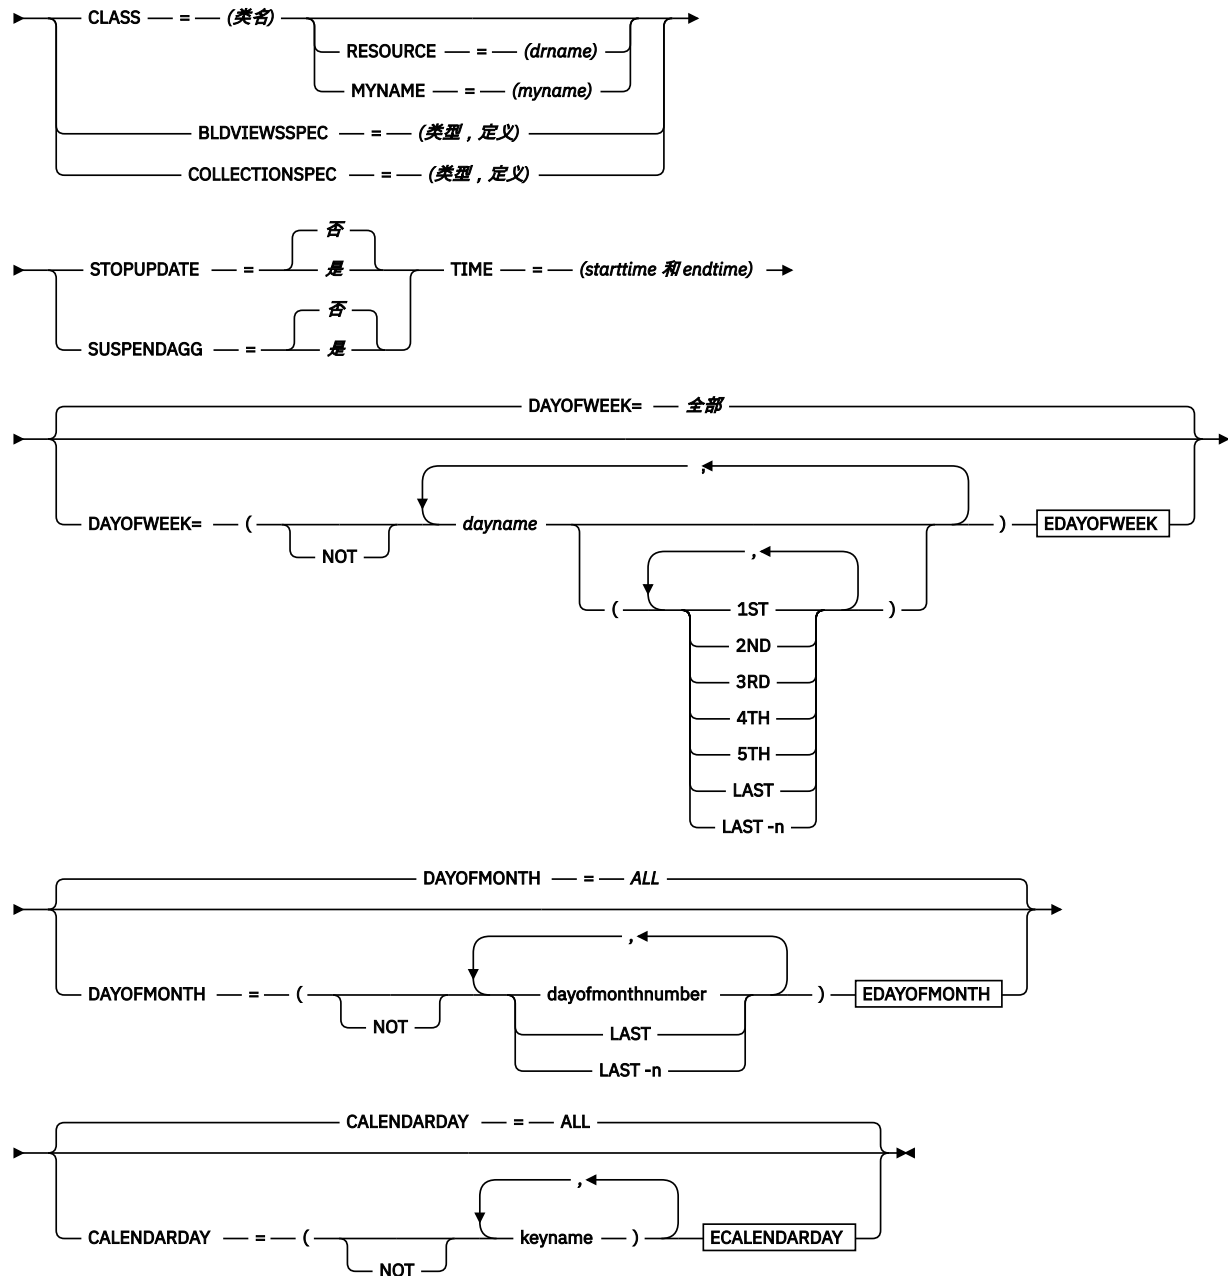 CLASS = (类名)
RESOURCE = (drname)
MYNAME = (myname)
BLDVIEWSSPEC = (类型，定义)
COLLECTIONSPEC = (类型，定义)
否
STOPUPDATE = 是 TIME = (starttime 和 endtime)
否
SUSPENDAGG = 是
DAYOFWEEK= 全部
,
DAYOFWEEK= ( dayname ) EDAYOFWEEK
NOT
,
( 1ST )
2ND
3RD
4TH
5TH
LAST
LAST -n
DAYOFMONTH = ALL
,
DAYOFMONTH = ( dayofmonthnumber ) EDAYOFMONTH
NOT
LAST
LAST -n
CALENDARDAY = ALL
,
CALENDARDAY = ( keyname ) ECALENDARDAY
NOT